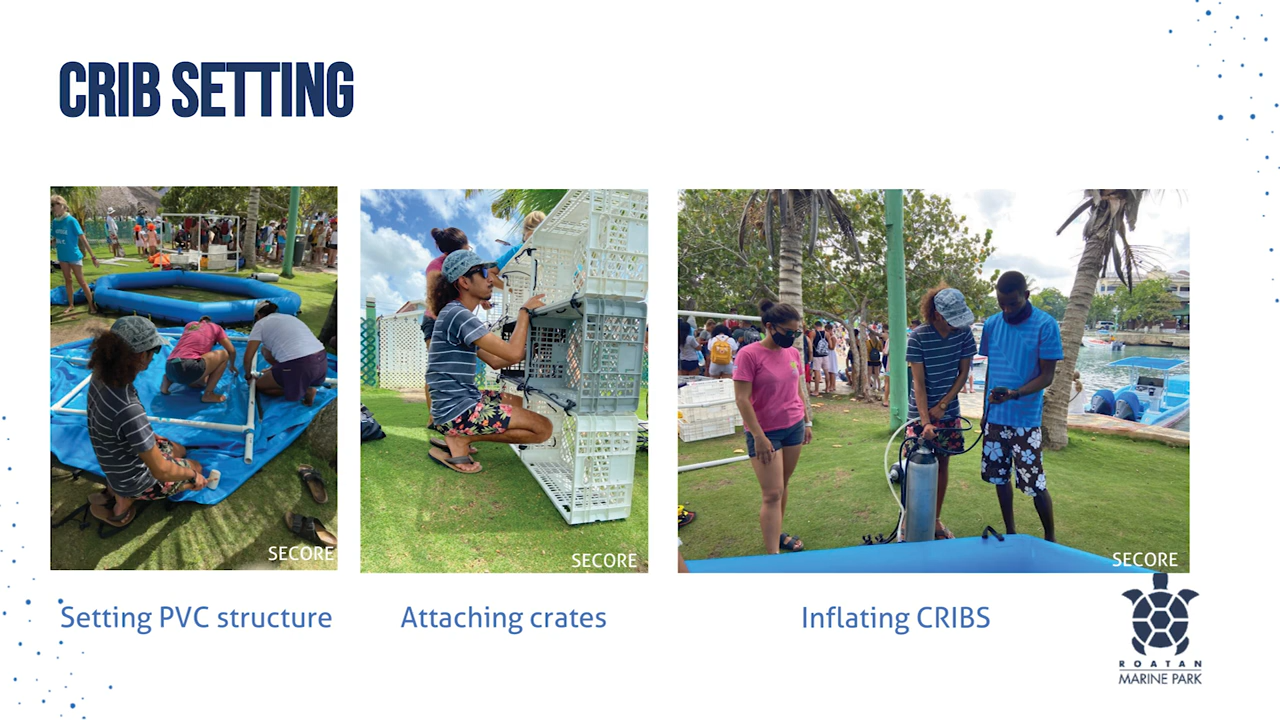 CRIB SETTING
SECORE
SECORE
SECORE
Setting PVC structure
Attaching crates
Inflating CRIBS
ROATAN
MARINE PARK